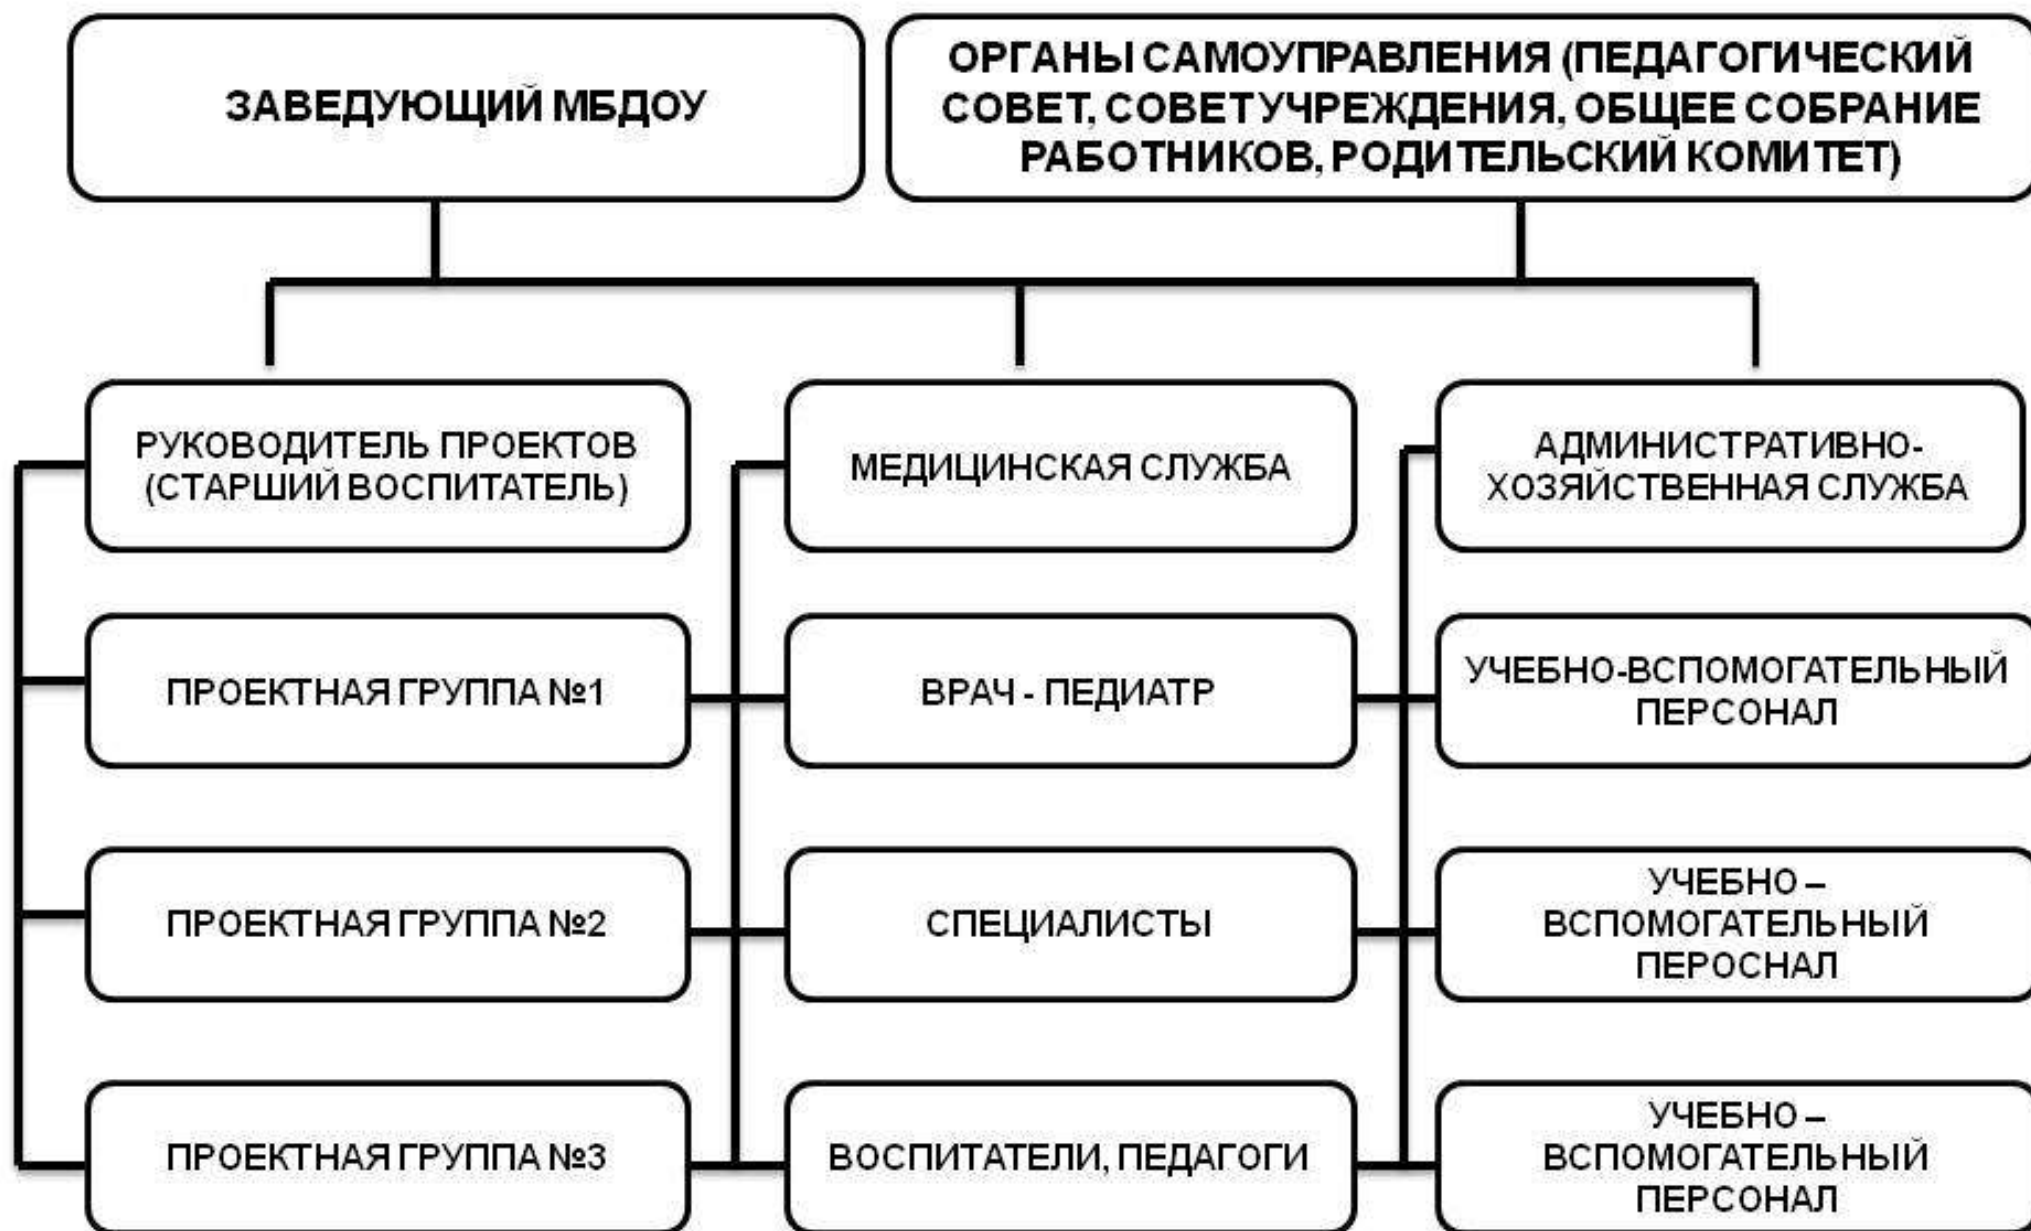 ЗАВЕДУЮЩИЙ МБДОУ
ОРГАНЫ САМОУПРАВЛЕНИЯ (ПЕДАГОГИЧЕСКИЙ
СОВЕТ, СОВЕТ УЧРЕЖДЕНИЯ, ОБЩЕЕ СОБРАНИЕ
РАБОТНИКОВ, РОДИТЕЛЬСКИЙ КОМИТЕТ)
РУКОВОДИТЕЛЬ ПРОЕКТОВ
(СТАРШИЙ ВОСПИТАТЕЛЬ)
МЕДИЦИНСКАЯ СЛУЖБА
АДМИНИСТРАТИВНО-
ХОЗЯЙСТВЕННАЯ СЛУЖБА
ПРОЕКТНАЯ ГРУППА №1
ВРАЧ - ПЕДИАТР
УЧЕБНО-ВСПОМОГАТЕЛЬНЫЙ
ПЕРСОНАЛ
ПРОЕКТНАЯ ГРУППА №2
СПЕЦИАЛИСТЫ
УЧЕБНО –
ВСПОМОГАТЕЛЬНЫЙ
ПЕРОСНАЛ
ПРОЕКТНАЯ ГРУППА №3
ВОСПИТАТЕЛИ, ПЕДАГОГИ
УЧЕБНО –
ВСПОМОГАТЕЛЬНЫЙ
ПЕРСОНАЛ